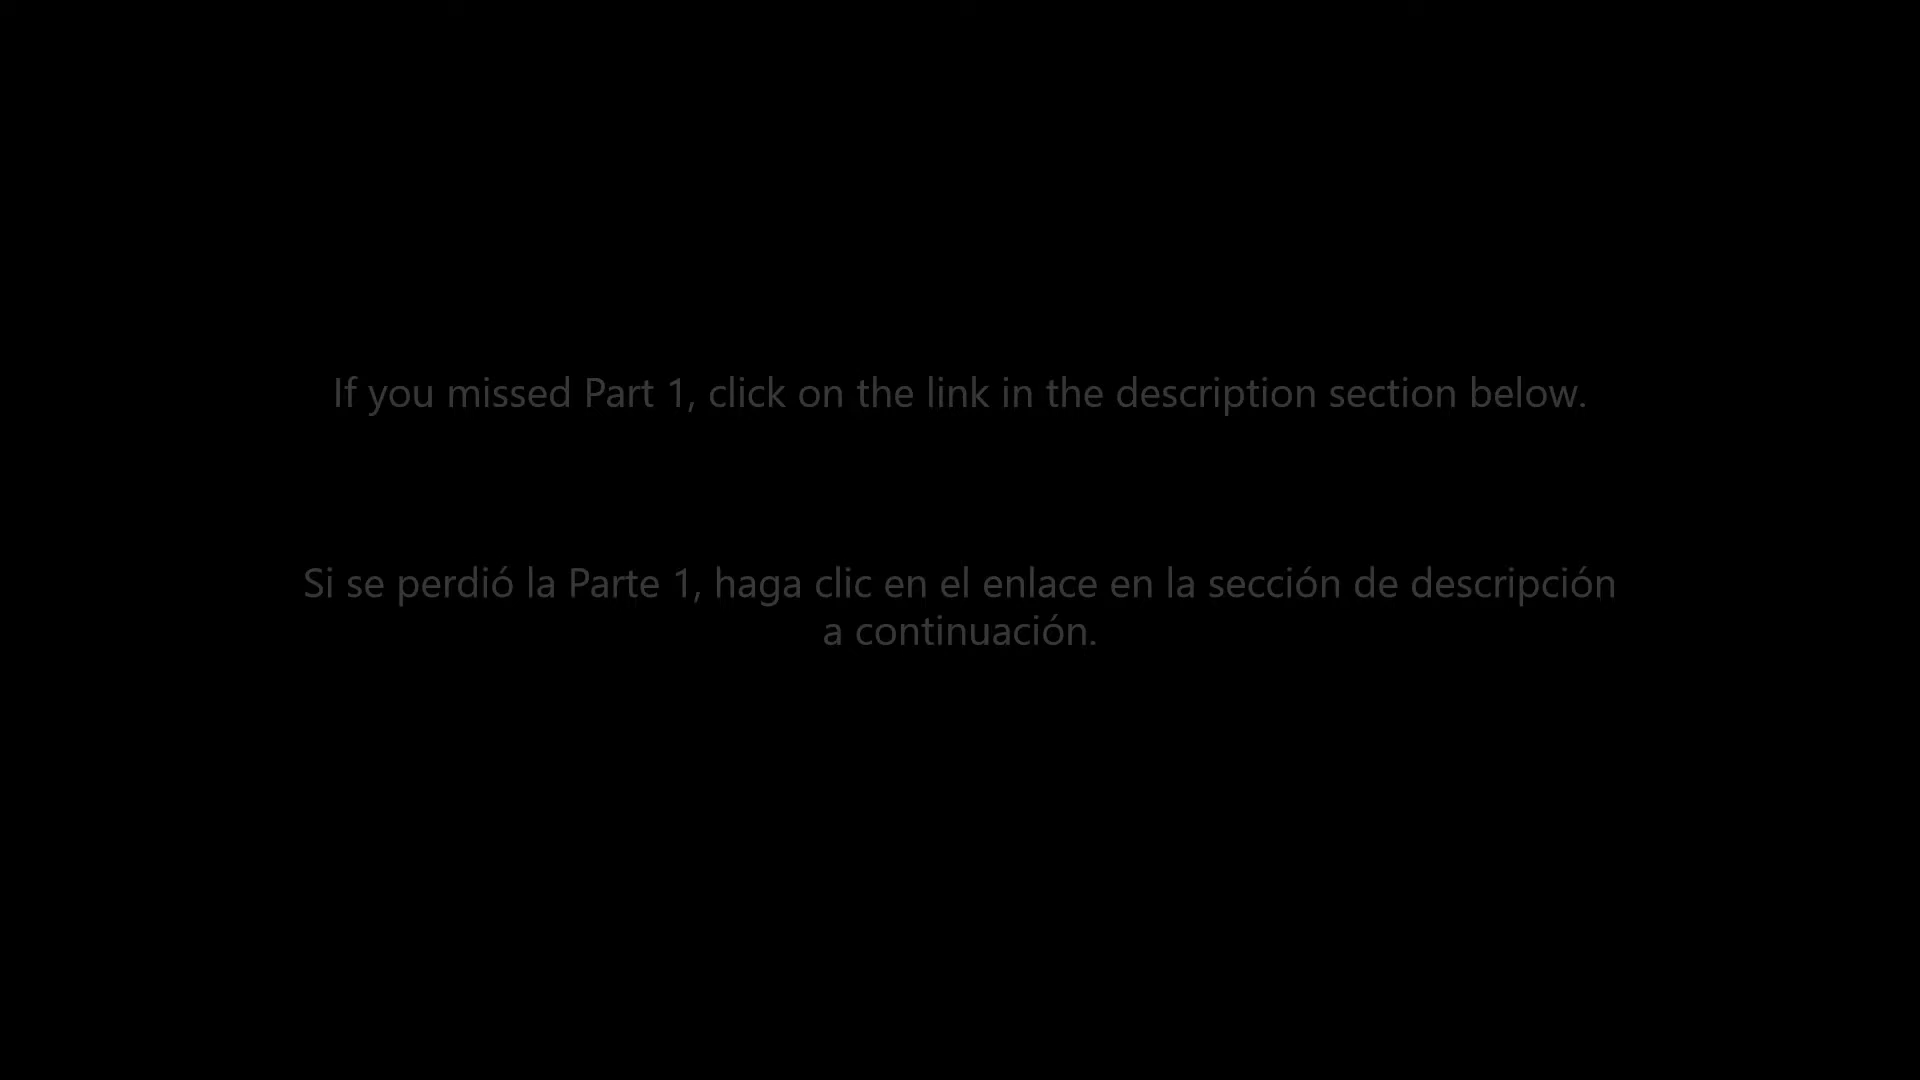 If you missed Part 1, click on the link in the description section below.
Si se perdió la Parte 1, haga clic en el enlace en la sección de descripción
a continuación.